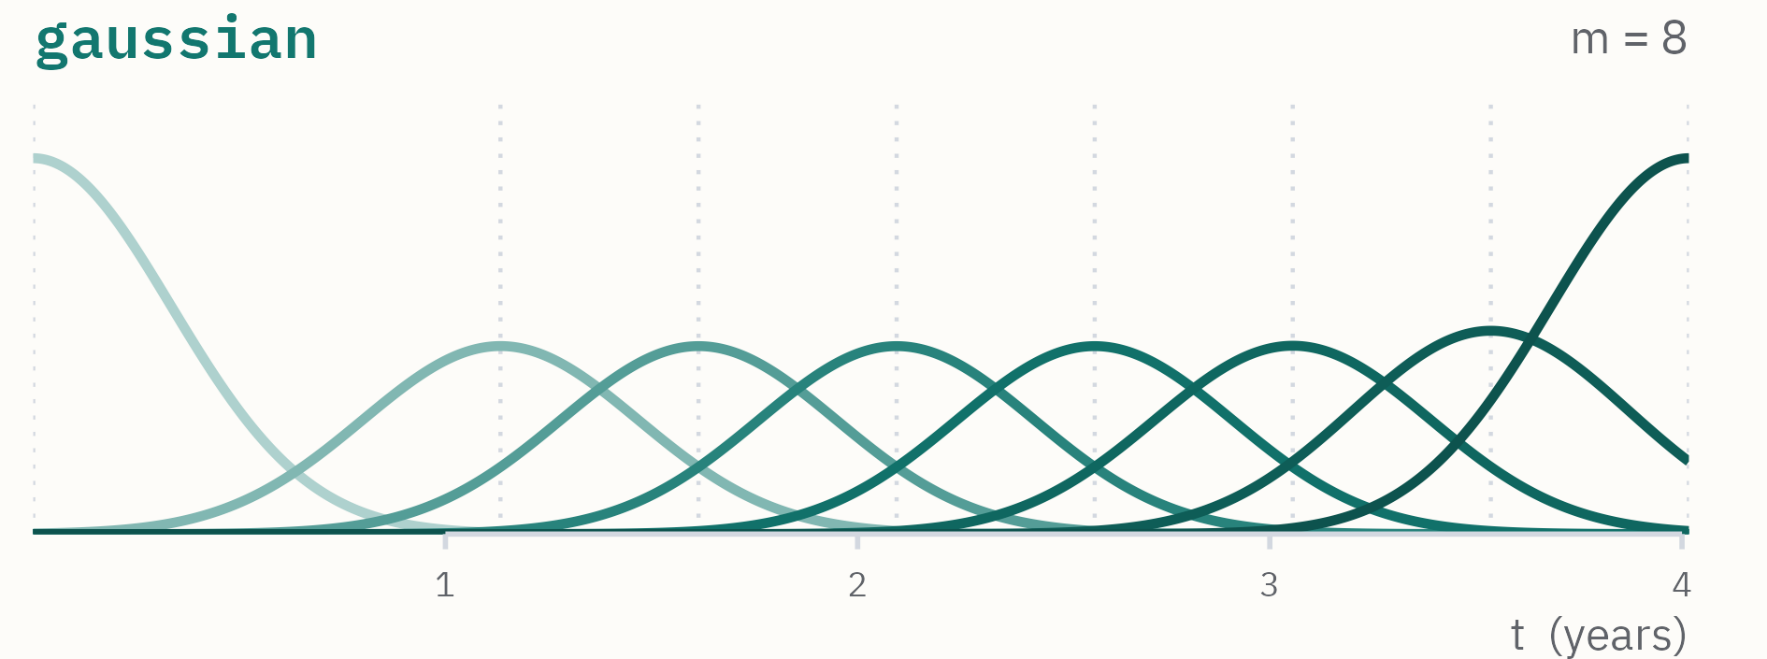 gaussian
m = 8
1 2 3 4
t (years)